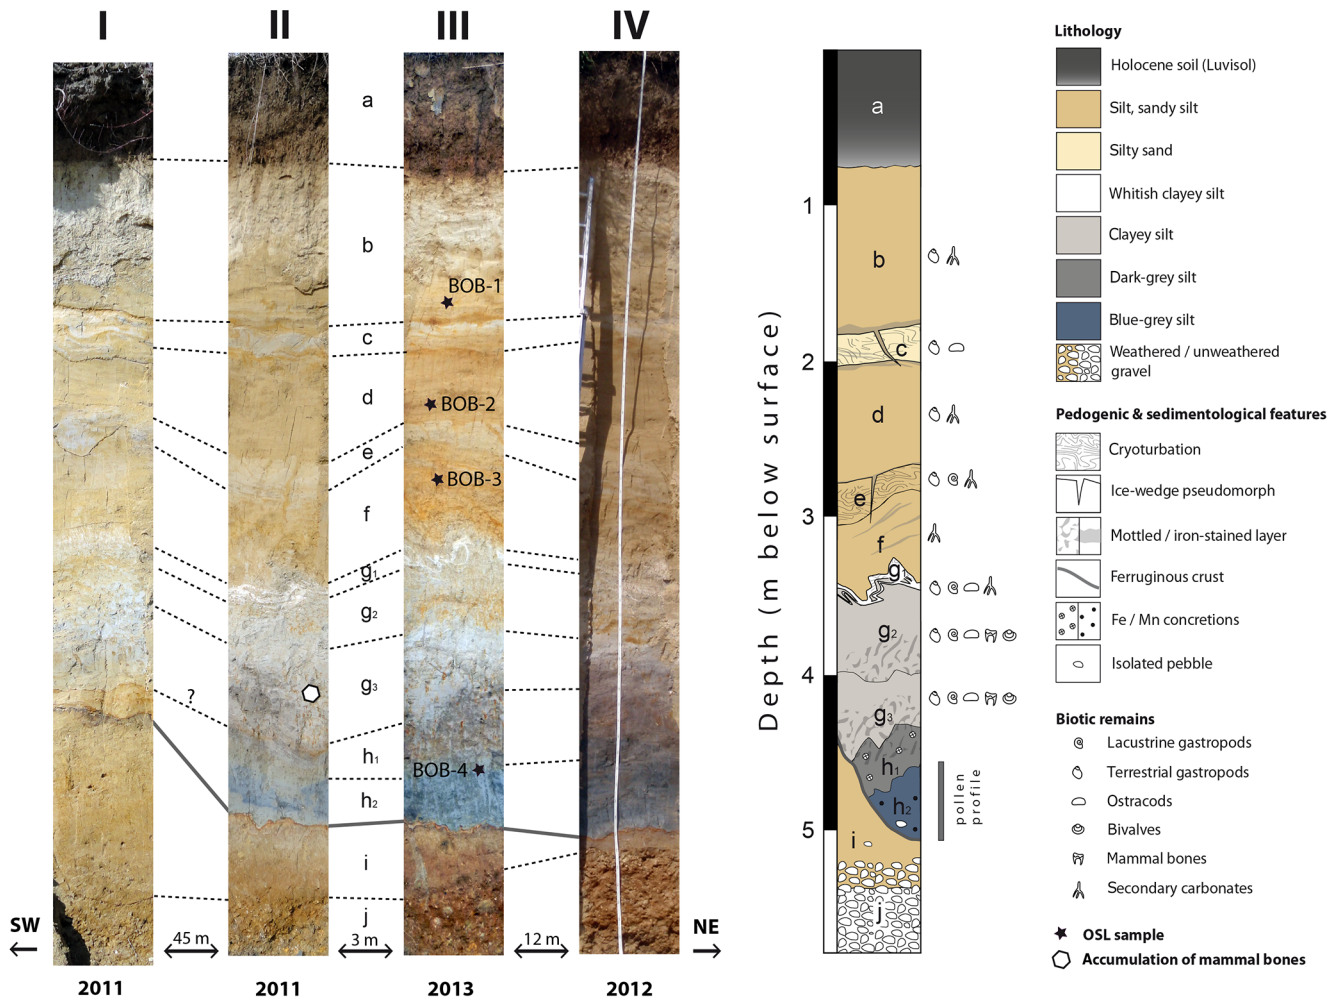 I
II
III
IV
a
b
BOB-1
c
d
BOB-2
e
BOB-3
f
g1
g2
g3
?
h1
BOB-4
h2
i
j
SW
NE
45 m
3 m
12 m
2011
2011
2013
2012
Depth (m below surface)
1
2
3
4
5
a
b
c
d
e
f
g1
g2
g3
h1
h2
i
j
pollen
profile
Lithology
Holocene soil (Luvisol)
Silt, sandy silt
Silty sand
Whitish clayey silt
Clayey silt
Dark-grey silt
Blue-grey silt
Weathered / unweathered
gravel
Pedogenic & sedimentological features
Cryoturbation
Ice-wedge pseudomorph
Mottled / iron-stained layer
Ferruginous crust
Fe / Mn concretions
Isolated pebble
Biotic remains
Lacustrine gastropods
Terrestrial gastropods
Ostracods
Bivalves
Mammal bones
Secondary carbonates
OSL sample
Accumulation of mammal bones